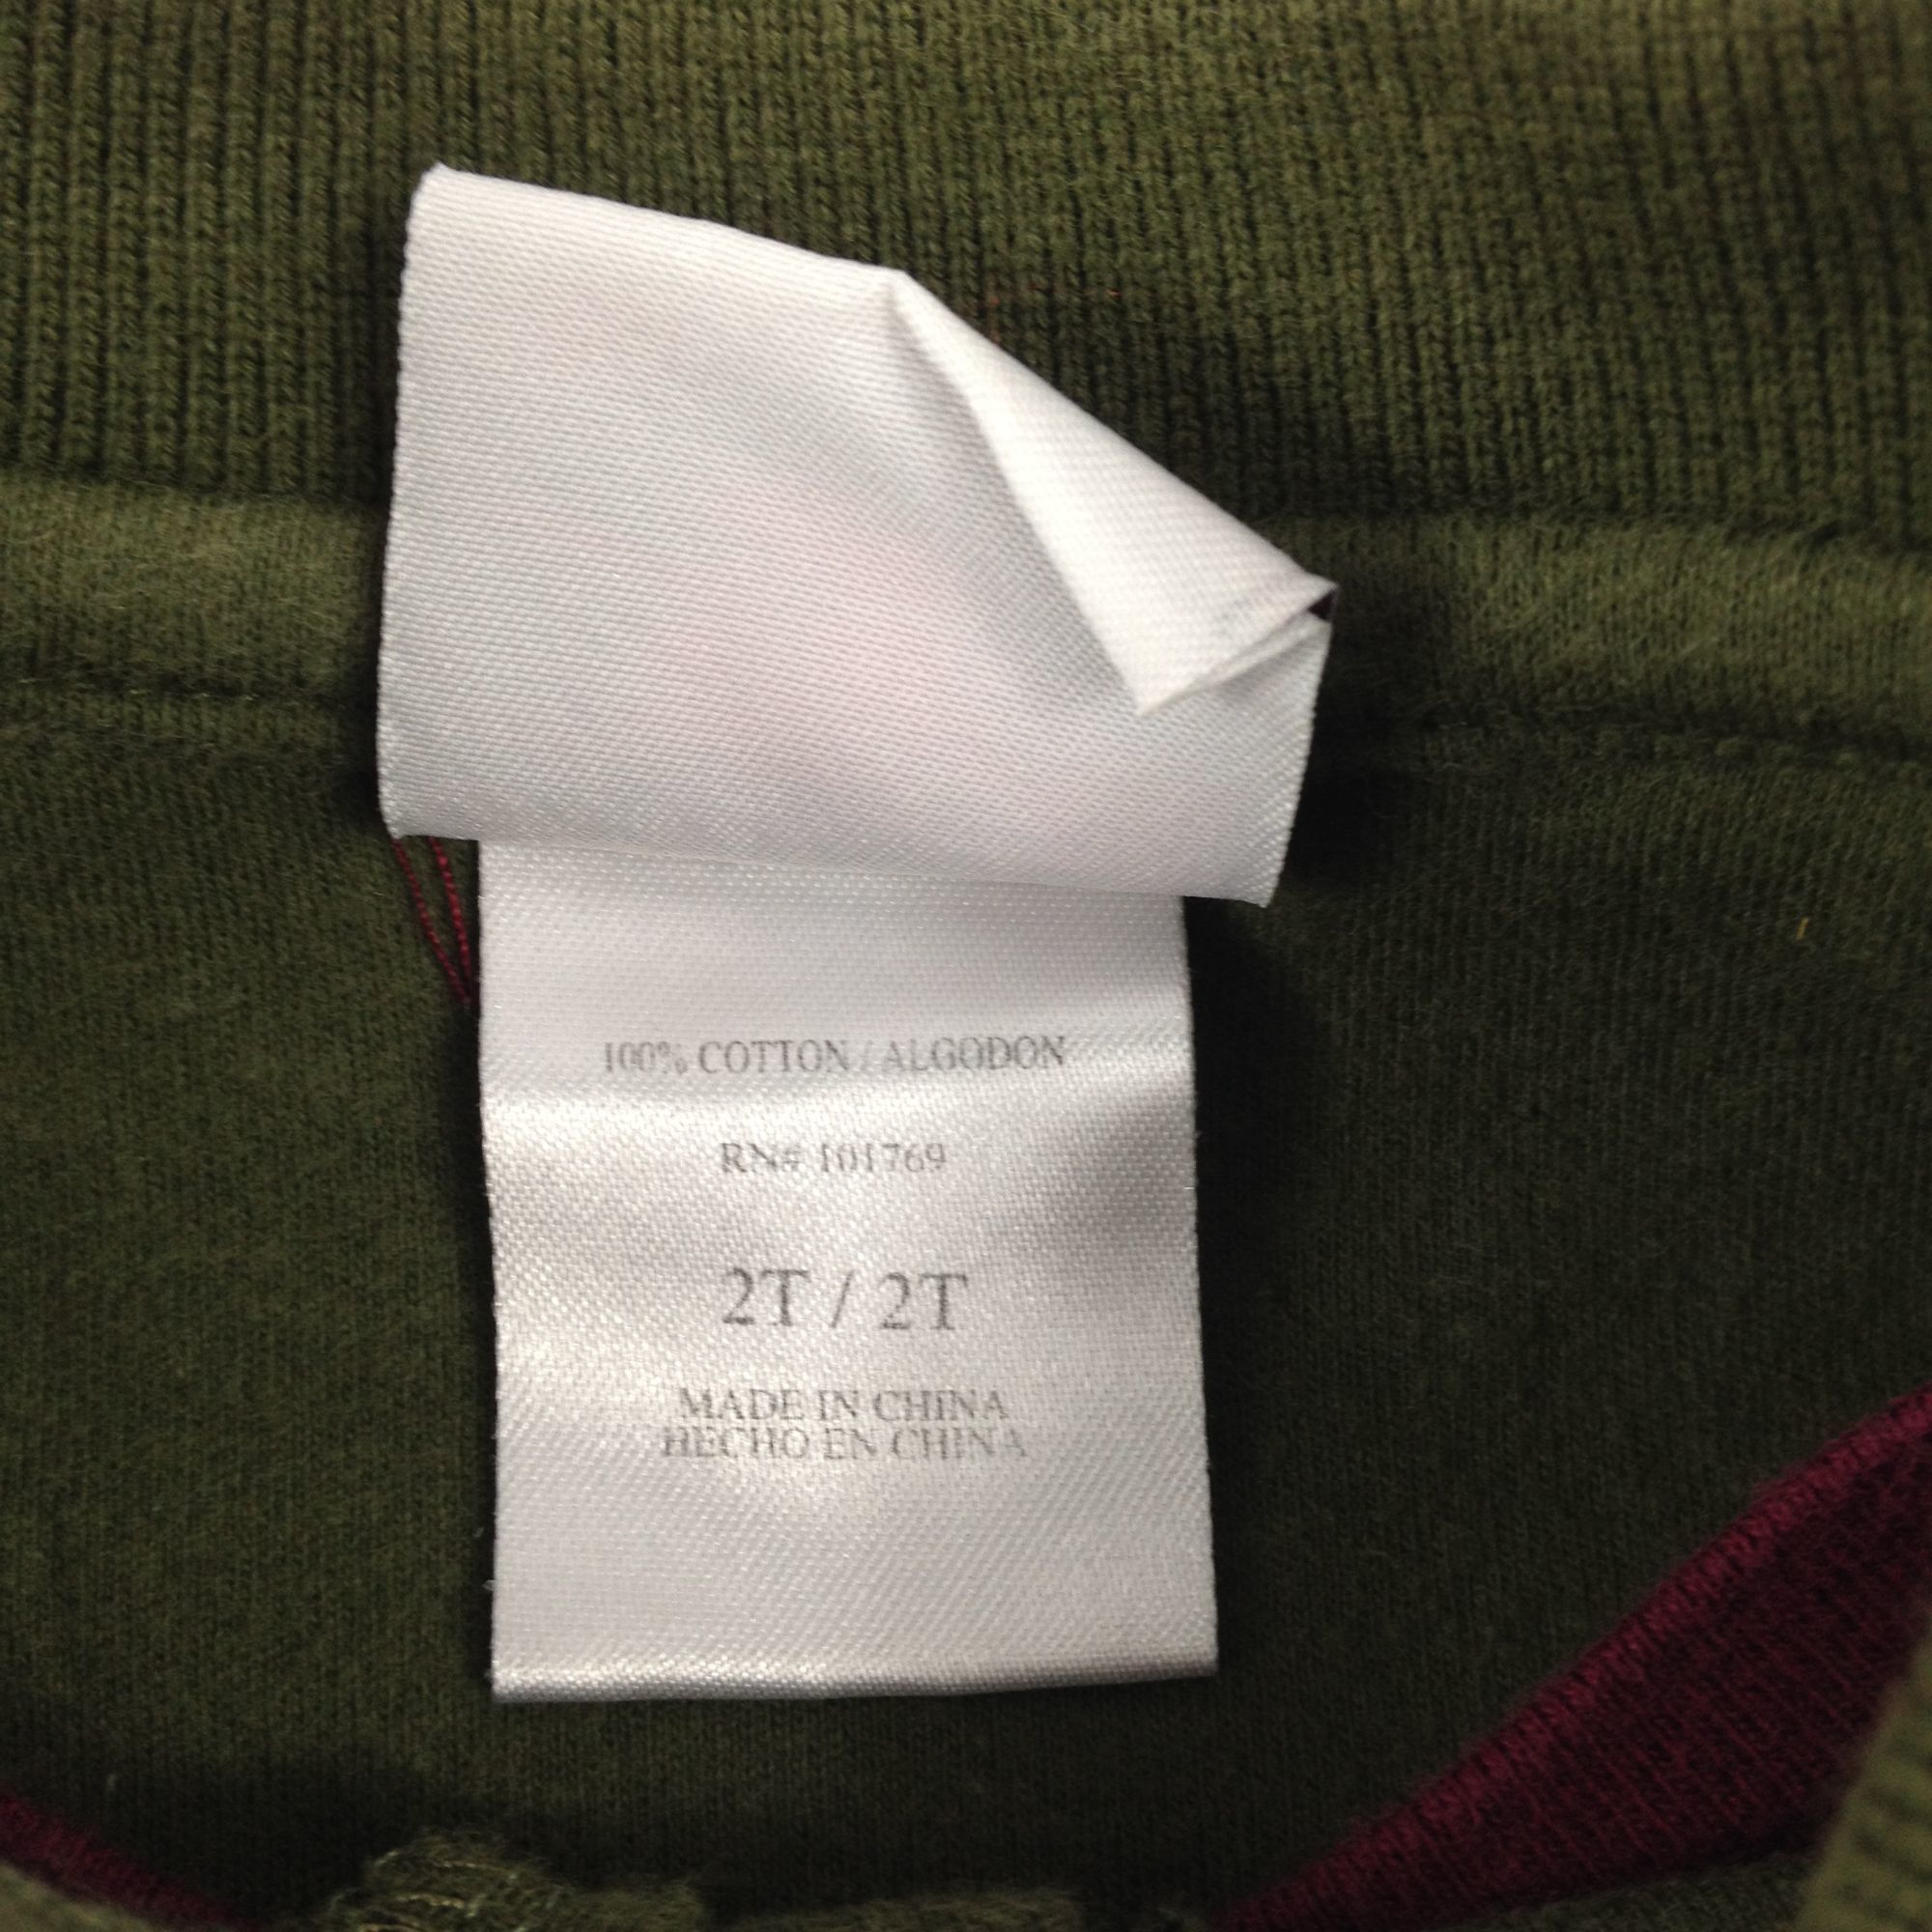 100% COTTON / ALGODON
RN# 101769
2T / 2T
MADE IN CHINA
HECHO EN CHINA